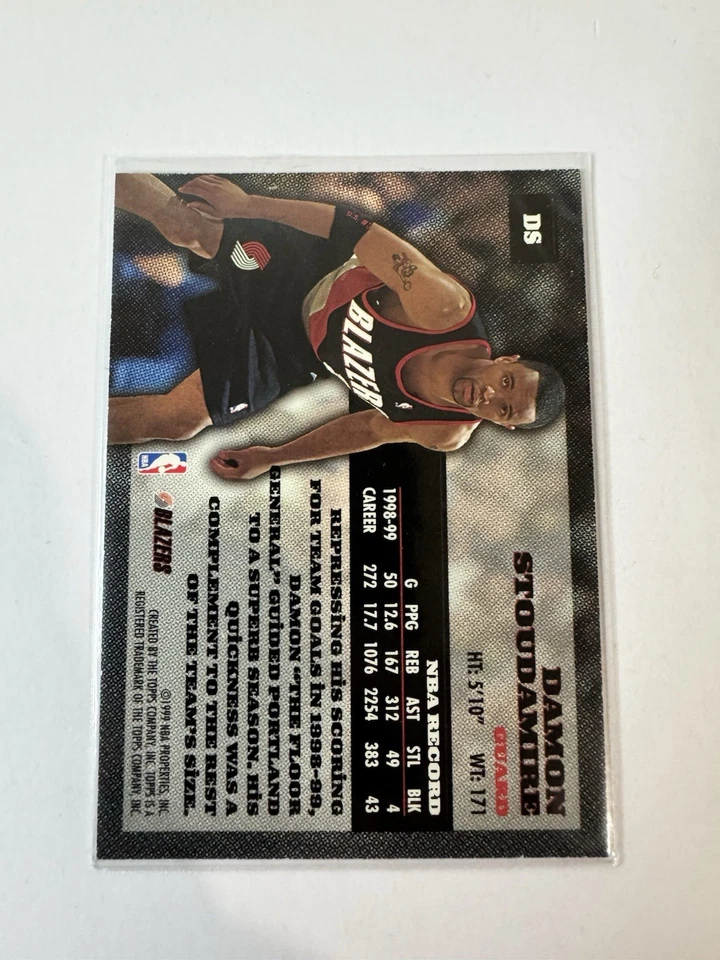 DS
DAMON
STOUDAMIRE
GUARD
HT: 5'10" WT: 171
NBA RECORD
G PPG REB AST STL BLK
1998-99 50 12.6 167 312 49 4
CAREER 272 17.7 1076 2254 383 43
REPRESSING HIS SCORING
FOR TEAM GOALS IN 1998-99,
DAMON "THE FLOOR
GENERAL" GUIDED PORTLAND
TO A SUPERB SEASON. HIS
QUICKNESS WAS A
COMPLEMENT TO THE REST
OF THE TEAM'S SIZE.
BLAZER
NBA
BLAZERS
©1999 NBA PROPERTIES, INC.
CREATED BY THE TOPPS COMPANY, INC. TOPPS IS A
REGISTERED TRADEMARK OF THE TOPPS COMPANY, INC.